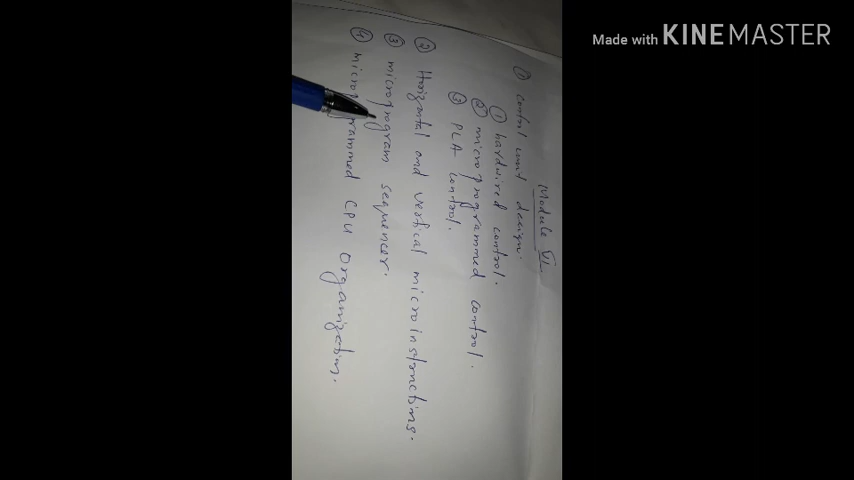 Made with KINEMASTER
Module VI
① control unit design.
① hardwired control.
② microprogrammed control.
③ PLA control.
② Horizontal and vertical microinstructions.
③ microprogram sequencer.
④ CPU organization.